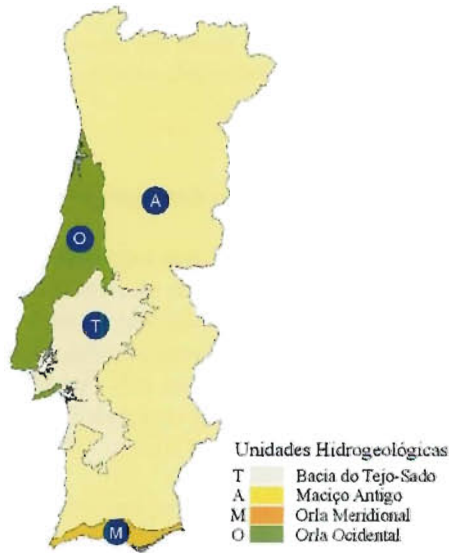 A
O
T
M
Unidades Hidrogeológicas
T Bacia do Tejo-Sado
A Maciço Antigo
M Orla Meridional
O Orla Ocidental